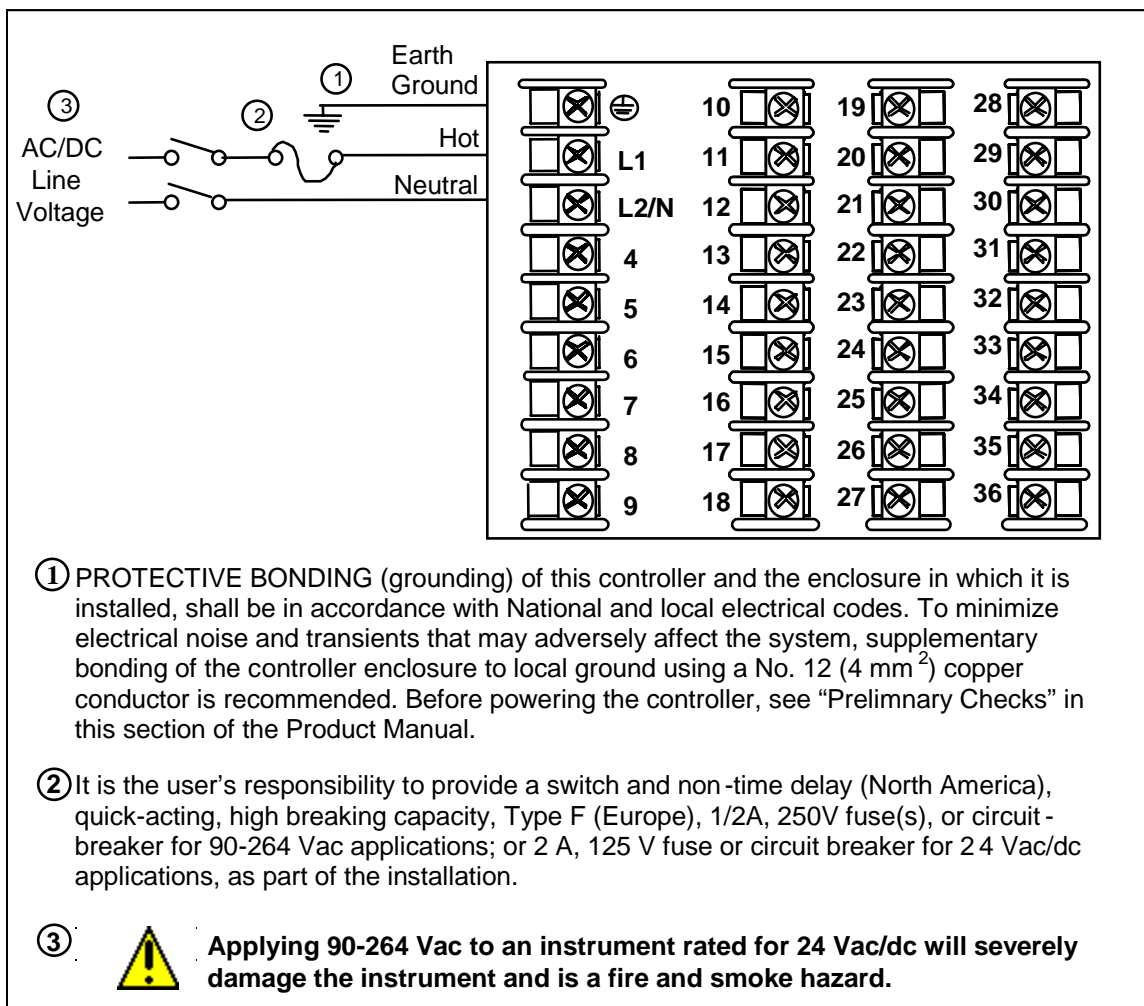 Earth
Ground
1
3
2
AC/DC
Line
Voltage
Hot
Neutral
10 19 28
L1 11 20 29
L2/N 12 21 30
4 13 22 31
5 14 23 32
6 15 24 33
7 16 25 34
8 17 26 35
9 18 27 36
1 PROTECTIVE BONDING (grounding) of this controller and the enclosure in which it is
installed, shall be in accordance with National and local electrical codes. To minimize
electrical noise and transients that may adversely affect the system, supplementary
bonding of the controller enclosure to local ground using a No. 12 (4 mm²) copper
conductor is recommended. Before powering the controller, see “Prelimnary Checks” in
this section of the Product Manual.
2 It is the user’s responsibility to provide a switch and non -time delay (North America),
quick-acting, high breaking capacity, Type F (Europe), 1/2A, 250V fuse(s), or circuit -
breaker for 90-264 Vac applications; or 2 A, 125 V fuse or circuit breaker for 2 4 Vac/dc
applications, as part of the installation.
3 Applying 90-264 Vac to an instrument rated for 24 Vac/dc will severely
damage the instrument and is a fire and smoke hazard.